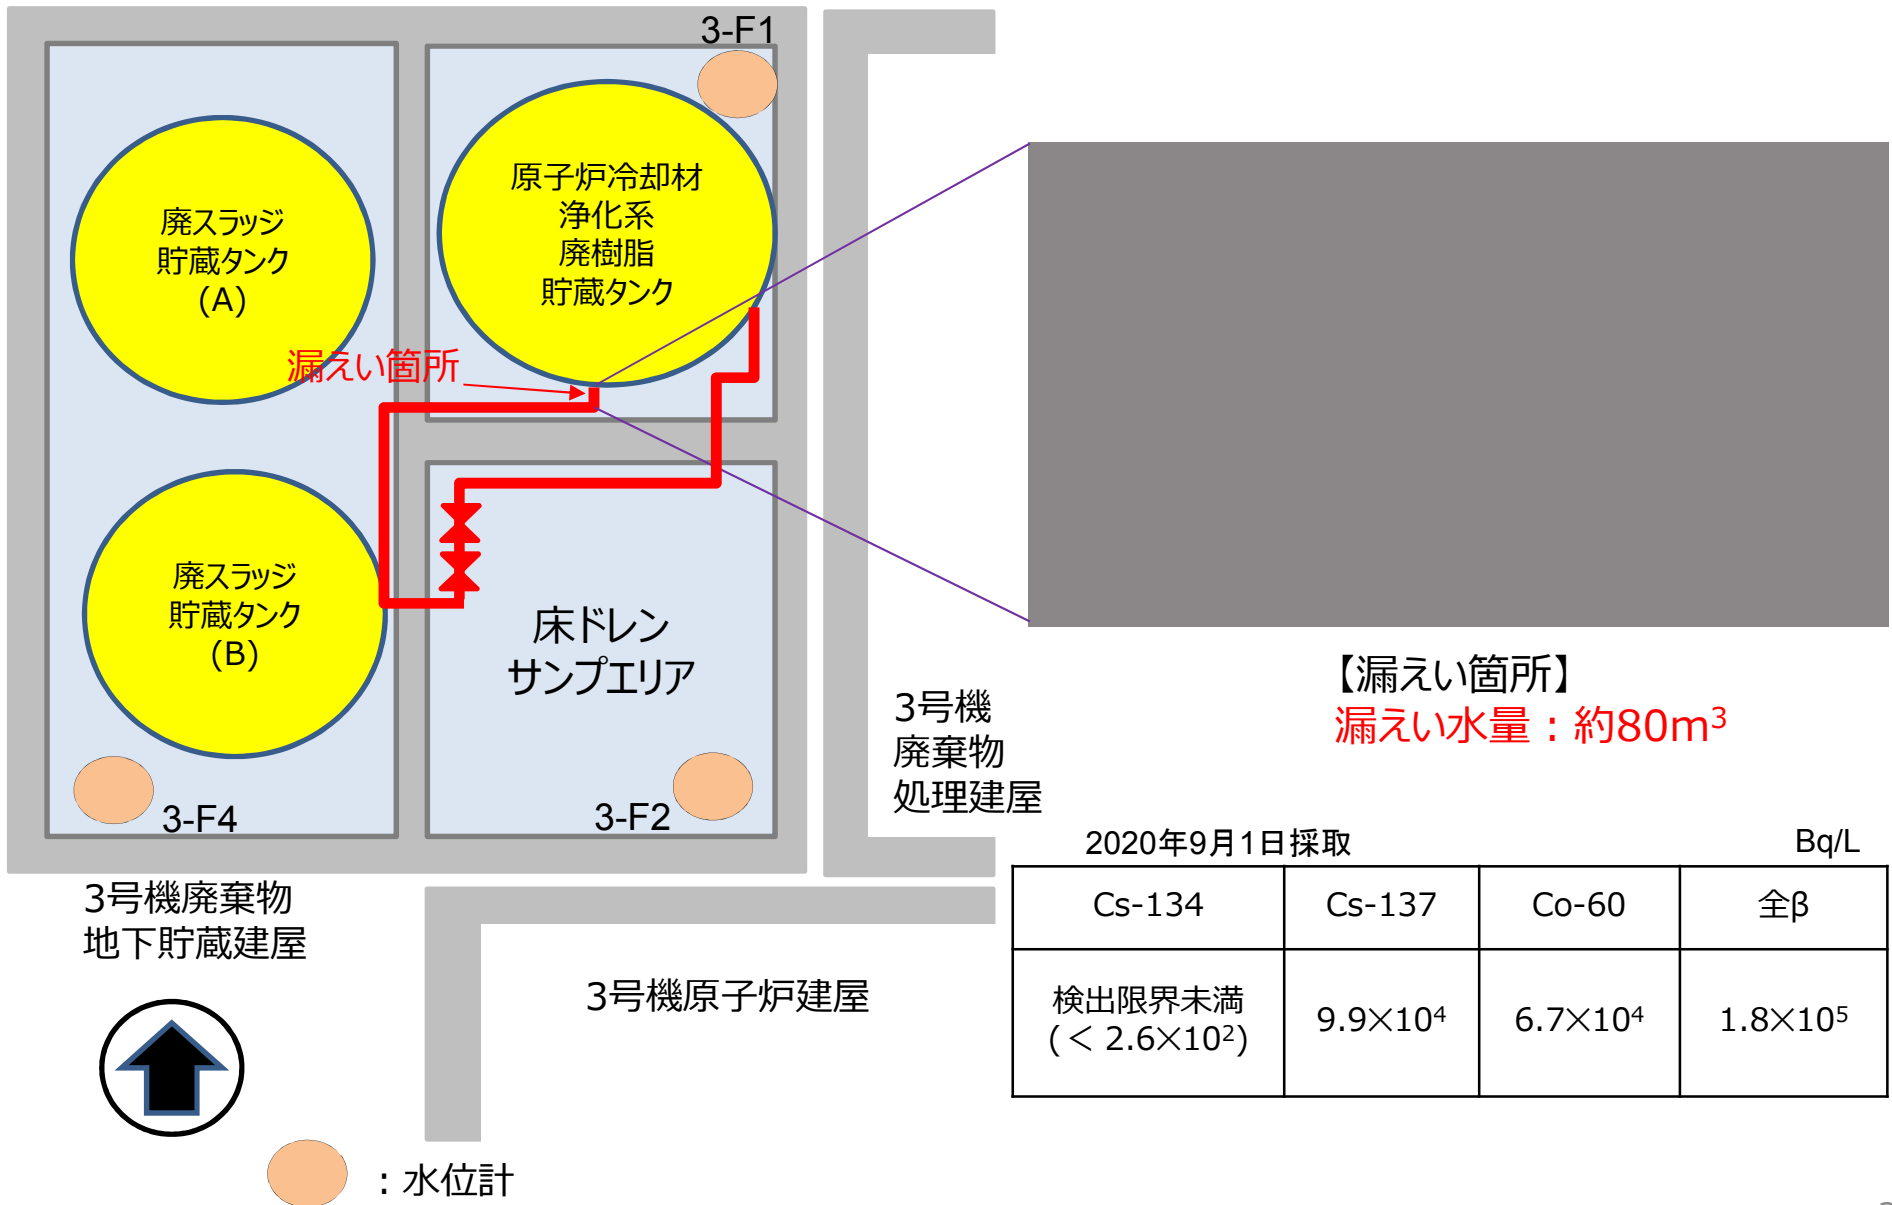 3-F1
原子炉冷却材
浄化系
廃樹脂
貯蔵タンク
廃スラッジ
貯蔵タンク
(A)
漏えい箇所
廃スラッジ
貯蔵タンク
(B)
床ドレン
サンプエリア
3-F4
3-F2
3号機
廃棄物
処理建屋
【漏えい箇所】
漏えい水量：約80m³
3号機廃棄物
地下貯蔵建屋
3号機原子炉建屋
：水位計
2020年9月1日採取 Bq/L
Cs-134 Cs-137 Co-60 全β
検出限界未満
(＜2.6×10²) 9.9×10⁴ 6.7×10⁴ 1.8×10⁵